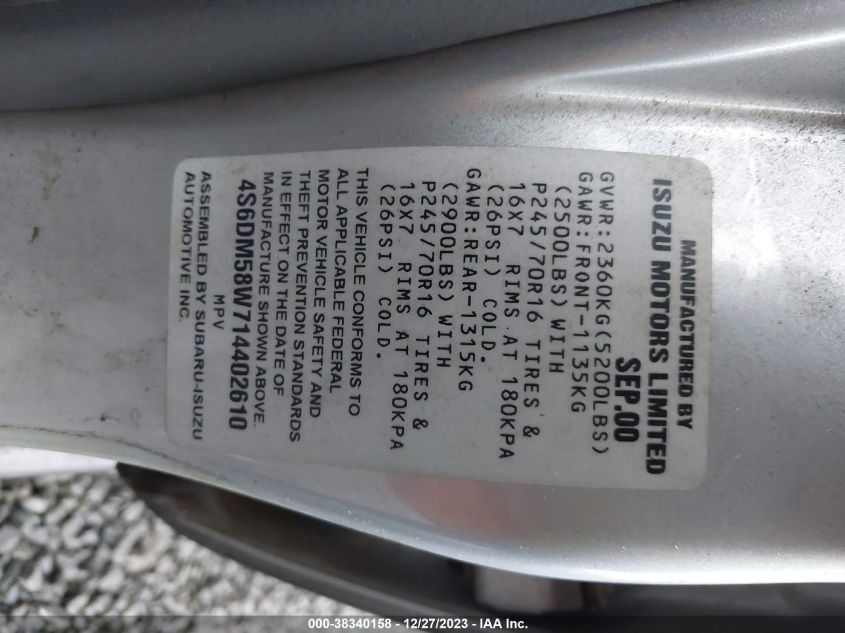 MANUFACTURED BY
ISUZU MOTORS LIMITED
SEP.00
GVWR:2360KG(5200LBS)
GAWR:FRONT-1135KG
(2500LBS) WITH
P245/70R16 TIRES &
16X7 RIMS AT 180KPA
(26PSI) COLD.
GAWR:REAR-1315KG
(2900LBS) WITH
P245/70R16 TIRES &
16X7 RIMS AT 180KPA
(26PSI) COLD.
THIS VEHICLE CONFORMS TO
ALL APPLICABLE FEDERAL
MOTOR VEHICLE SAFETY AND
THEFT PREVENTION STANDARDS
IN EFFECT ON THE DATE OF
MANUFACTURE SHOWN ABOVE.
4S6DM58W714402610
MPV
ASSEMBLED BY SUBARU-ISUZU
AUTOMOTIVE INC.
000-38340158 - 12/27/2023 - IAA Inc.